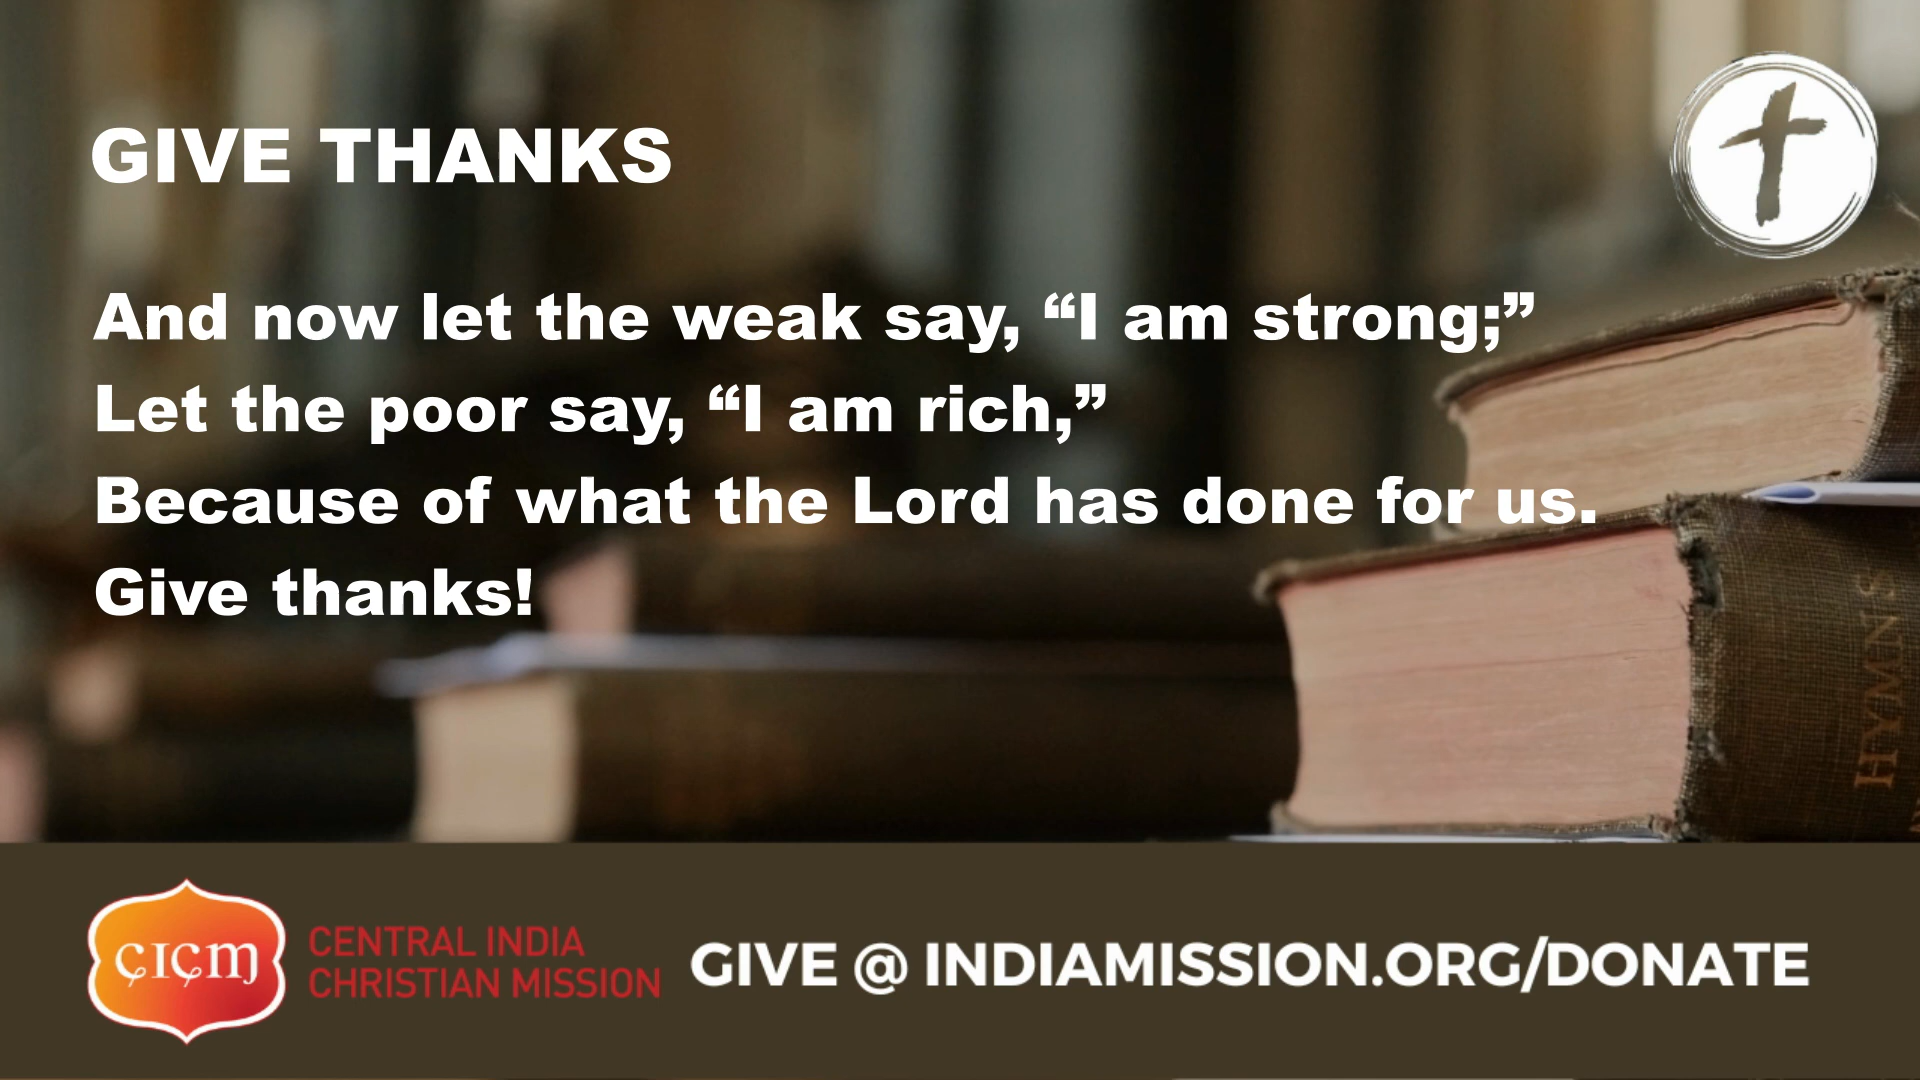 GIVE THANKS
And now let the weak say, “I am strong;”
Let the poor say, “I am rich,”
Because of what the Lord has done for us.
Give thanks!
HYMNS
CICM
CENTRAL INDIA
CHRISTIAN MISSION
GIVE @ INDIAMISSION.ORG/DONATE